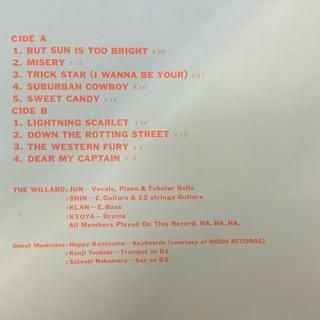 CIDE A
1. BUT SUN IS TOO BRIGHT
2. MISERY
3. TRICK STAR (I WANNA BE YOUR)
4. SUBURBAN COWBOY
5. SWEET CANDY
CIDE B
1. LIGHTNING SCARLET
2. DOWN THE ROTTING STREET
3. THE WESTERN FURY
4. DEAR MY CAPTAIN
THE WILLARD: JUN—Vocals, Piano & Tubular Bells
: SHIN—E.Guitars & 12 strings Guitars
: KLAN—E.Bass
: KYOYA—Drums
All Members Played On This Record. HA. HA. HA.
Guest Musicians: Hoppy Kamiyama—Keyboards (courtesy of MOON RECORDS)
: Kenji Yoshida—Trumpet on B1
: Satoshi Nakamura—Sax on B3